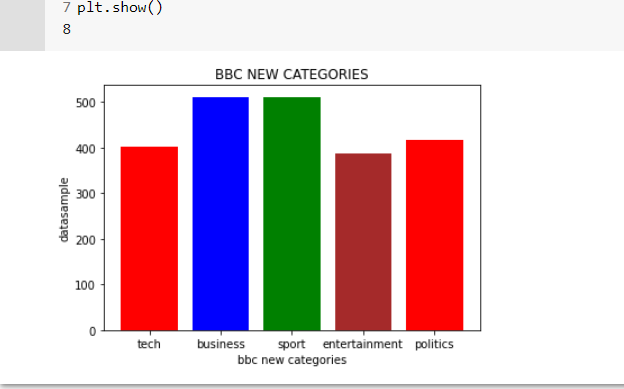 7 plt.show()
8
BBC NEW CATEGORIES
500
400
300
200
100
0
datasample
tech business sport entertainment politics
bbc new categories